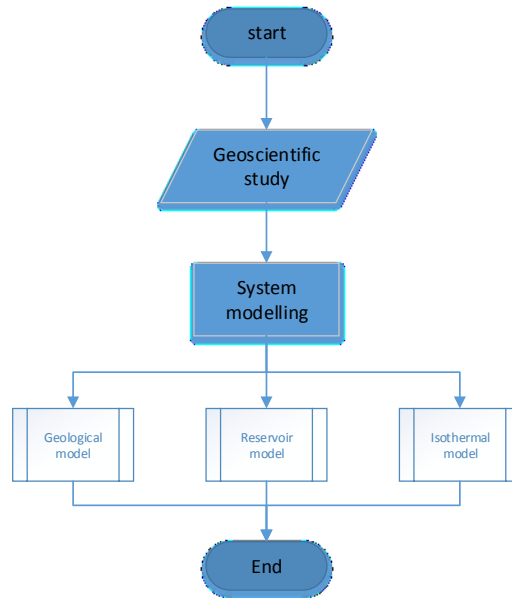 start
Geoscientific
study
System
modelling
Geological
model
Reservoir
model
Isothermal
model
End